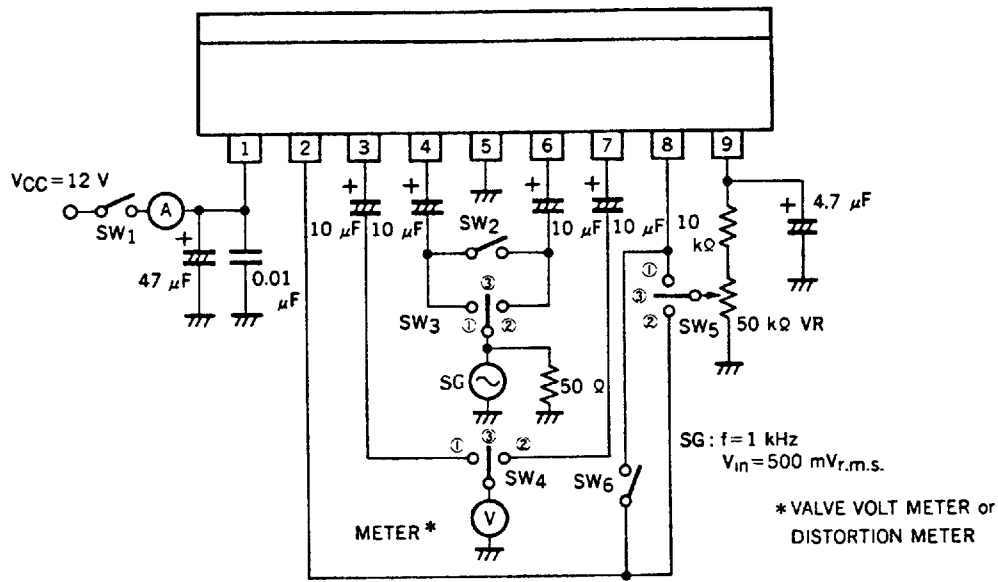 1 2 3 4 5 6 7 8 9
VCC=12 V
SW1
A
+
47 μF
0.01 μF
+
10 μF
+
10 μF
+
10 μF
+
10 μF
SW2
③
SW3
① ②
SG
50 Ω
10 kΩ
+
4.7 μF
①
③
②
SW5
50 kΩ VR
① ③ ②
SW4
SW6
METER*
V
SG : f=1 kHz
Vin=500 mVr.m.s.
* VALVE VOLT METER or
DISTORTION METER